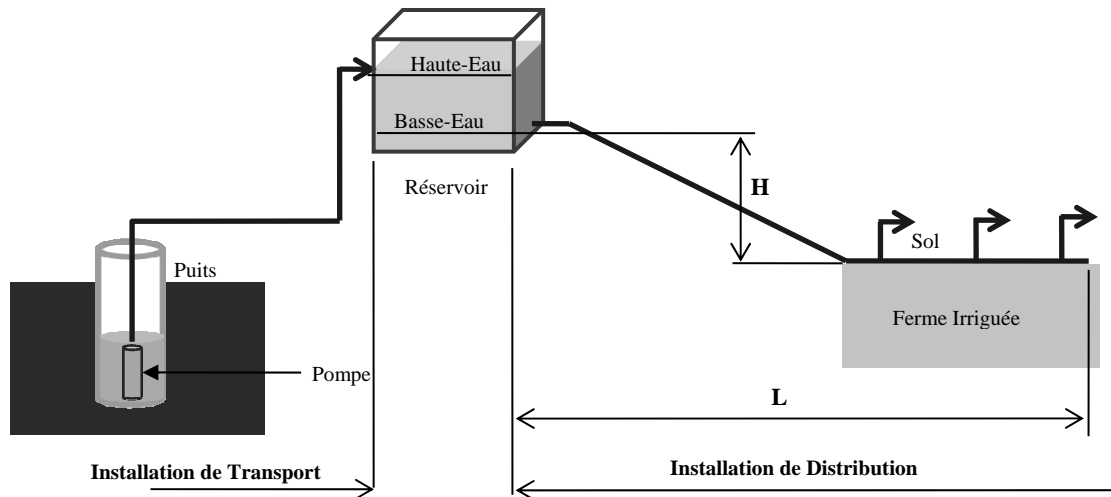 Haute-Eau
Basse-Eau
Réservoir
H
Puits
Sol
Ferme Irriguée
Pompe
L
Installation de Transport
Installation de Distribution